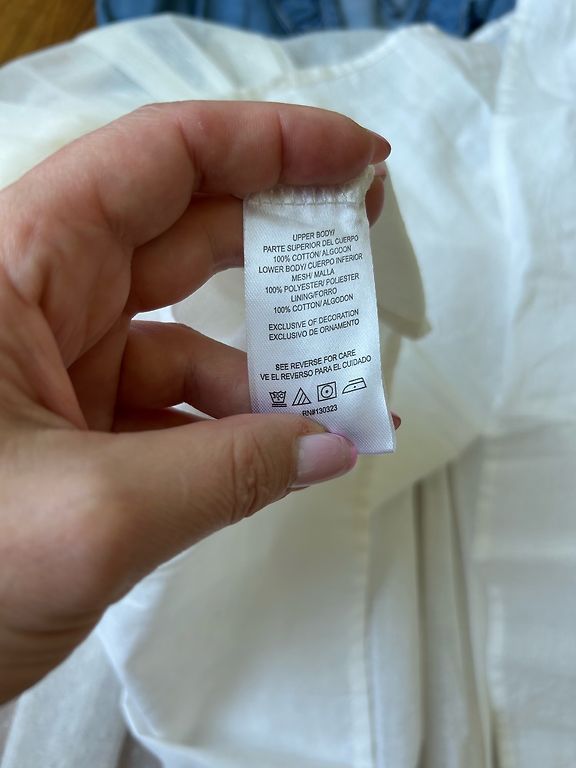 UPPER BODY/
PARTE SUPERIOR DEL CUERPO
100% COTTON/ ALGODON
LOWER BODY/ CUERPO INFERIOR
MESH/ MALLA
100% POLYESTER/ POLIESTER
LINING/FORRO
100% COTTON/ ALGODON
EXCLUSIVE OF DECORATION
EXCLUSIVO DE ORNAMENTO
SEE REVERSE FOR CARE
VE EL REVERSO PARA EL CUIDADO
RN#130323